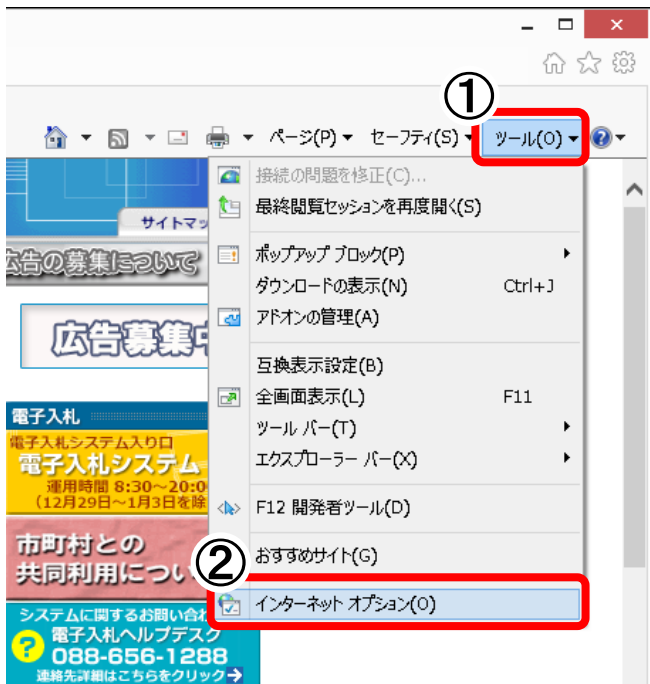 ①
ページ(P) セーフティ(S) ツール(O)
接続の問題を修正(C)...
最終閲覧セッションを再度開く(S)
ポップアップ ブロック(P)
ダウンロードの表示(N) Ctrl+J
アドオンの管理(A)
互換表示設定(B)
全画面表示(L) F11
ツール バー(T)
エクスプローラー バー(X)
F12 開発者ツール(D)
おすすめサイト(G)
②
インターネット オプション(O)
サイトマッ
広告の募集について
広告募集中
電子入札
電子入札システム入り口
電子入札システム
運用時間 8:30～20:0
(12月29日～1月3日を除
市町村との
共同利用につい
システムに関するお問い合わ
電子入札ヘルプデスク
088-656-1288
連絡先詳細はこちらをクリック